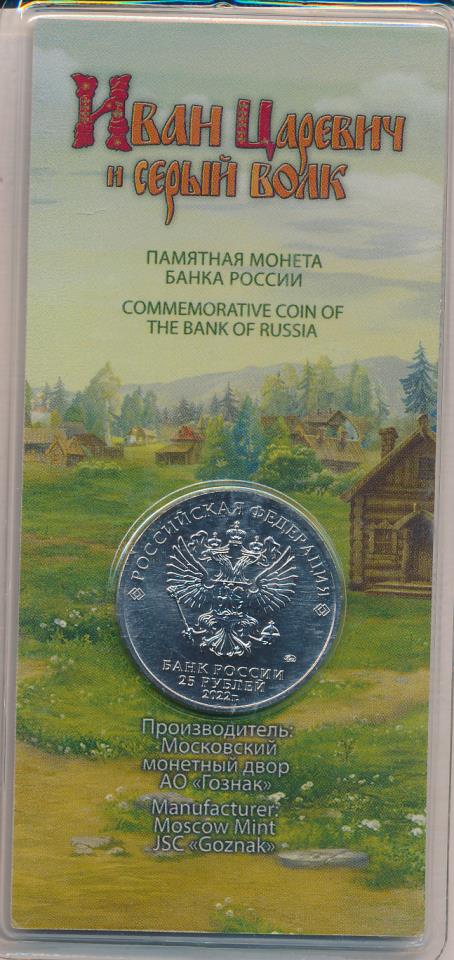 Иван Царевич
и серый волк
ПАМЯТНАЯ МОНЕТА
БАНКА РОССИИ
COMMEMORATIVE COIN OF
THE BANK OF RUSSIA
РОССИЙСКАЯ ФЕДЕРАЦИЯ
БАНК РОССИИ
25 РУБЛЕЙ
2022 г.
Производитель:
Московский
монетный двор
АО «Гознак»
Manufacturer:
Moscow Mint
JSC «Goznak»